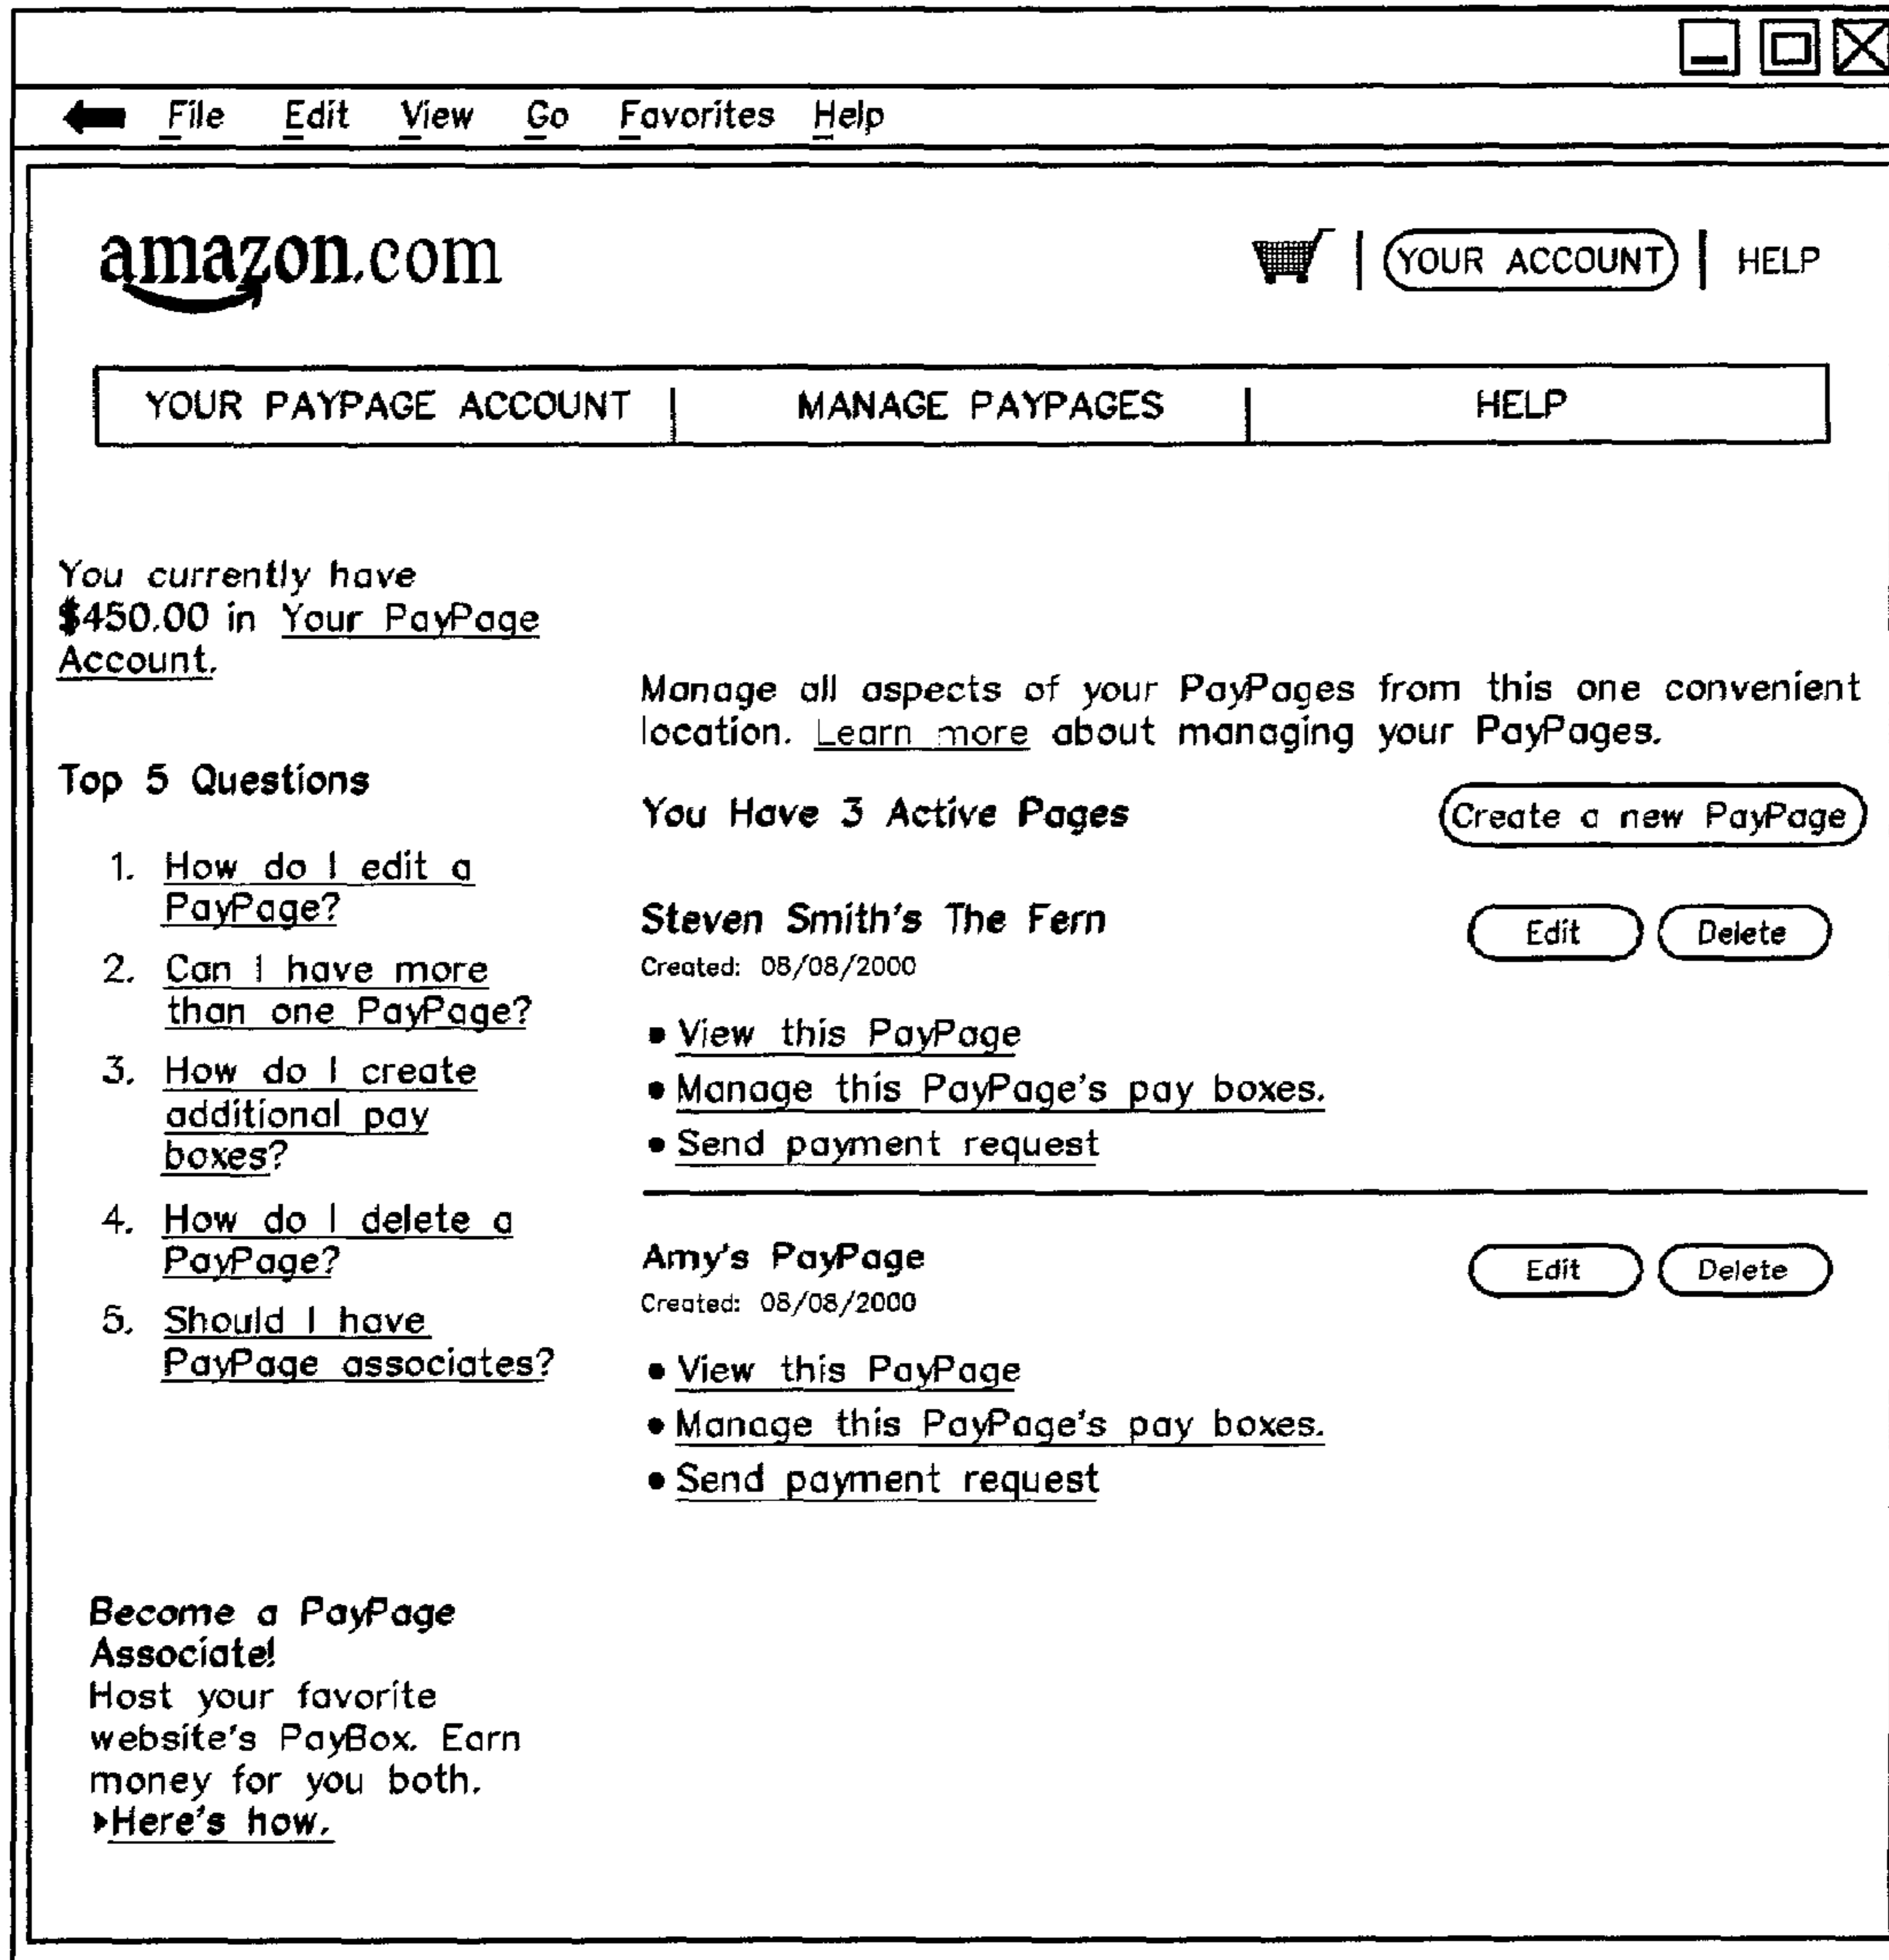 File Edit View Go Favorites Help
amazon.com
YOUR ACCOUNT HELP
YOUR PAYPAGE ACCOUNT MANAGE PAYPAGES HELP
You currently have
$450.00 in Your PayPage
Account.
Top 5 Questions
1. How do I edit a
PayPage?
2. Can I have more
than one PayPage?
3. How do I create
additional pay
boxes?
4. How do I delete a
PayPage?
5. Should I have
PayPage associates?
Become a PayPage
Associate!
Host your favorite
website's PayBox. Earn
money for you both.
Here's how.
Manage all aspects of your PayPages from this one convenient
location. Learn more about managing your PayPages.
You Have 3 Active Pages
Create a new PayPage
Steven Smith's The Fern
Edit Delete
Created: 08/08/2000
• View this PayPage
• Manage this PayPage's pay boxes.
• Send payment request
Amy's PayPage
Edit Delete
Created: 08/08/2000
• View this PayPage
• Manage this PayPage's pay boxes.
• Send payment request